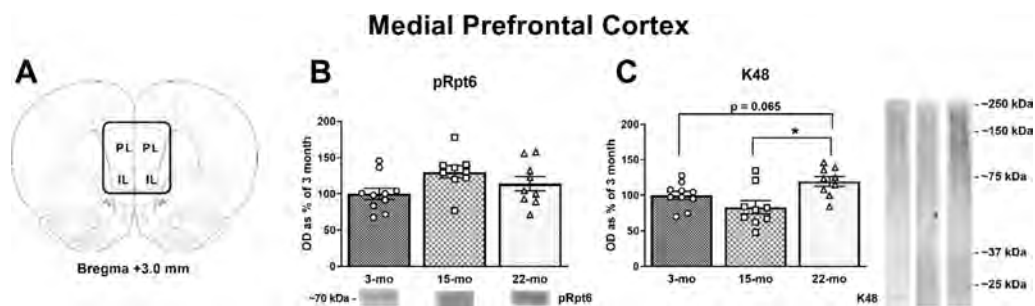 Medial Prefrontal Cortex
A
PL PL
IL IL
Bregma +3.0 mm
B
pRpt6
OD as % of 3 month
200
150
100
50
0
3-mo 15-mo 22-mo
~70 kDa - pRpt6
C
K48
p = 0.065
*
OD as % of 3 month
200
150
100
50
0
3-mo 15-mo 22-mo
K48
- ~250 kDa
- ~150 kDa
- ~75 kDa
- ~37 kDa
- ~25 kDa